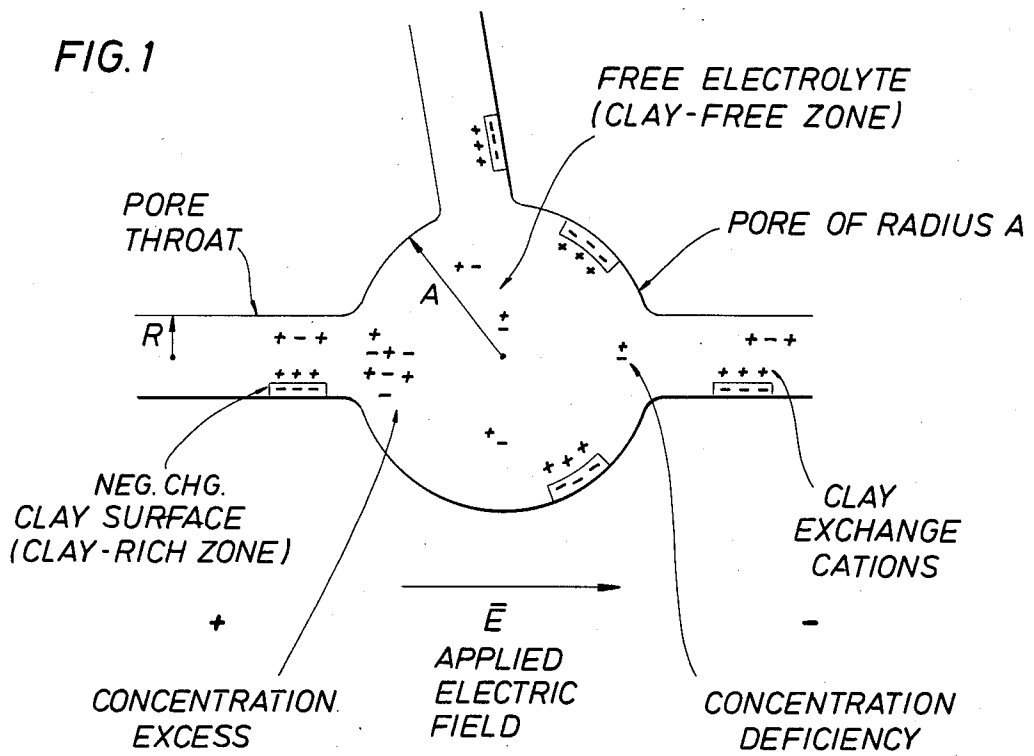 FIG.1
FREE ELECTROLYTE
(CLAY-FREE ZONE)
PORE
THROAT
PORE OF RADIUS A
A
R
NEG. CHG.
CLAY SURFACE
(CLAY-RICH ZONE)
CLAY
EXCHANGE
CATIONS
+
E̅
-
APPLIED
ELECTRIC
FIELD
CONCENTRATION
EXCESS
CONCENTRATION
DEFICIENCY